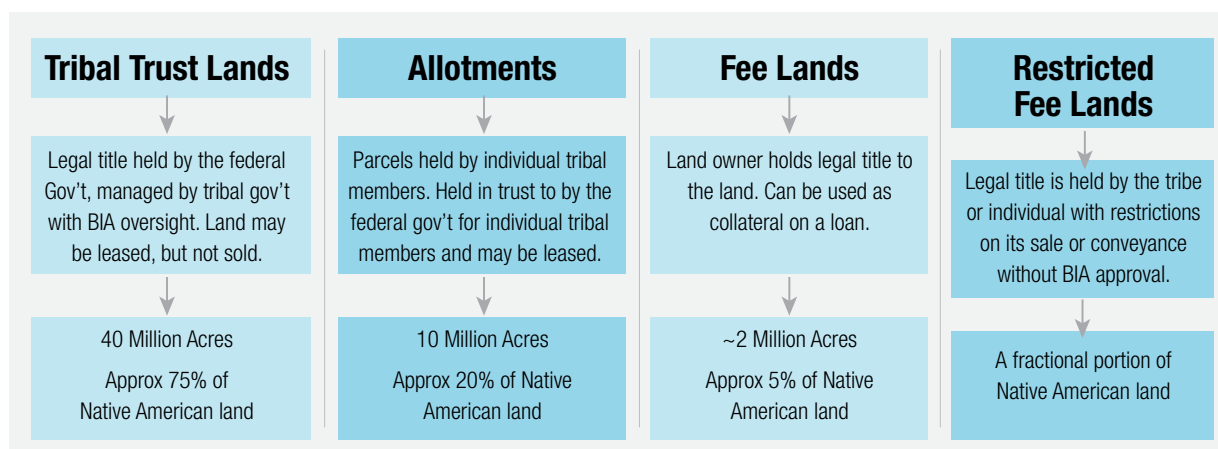 Tribal Trust Lands
Legal title held by the federal
Gov’t, managed by tribal gov’t
with BIA oversight. Land may
be leased, but not sold.
40 Million Acres
Approx 75% of
Native American land
Allotments
Parcels held by individual tribal
members. Held in trust to by the
federal gov’t for individual tribal
members and may be leased.
10 Million Acres
Approx 20% of Native
American land
Fee Lands
Land owner holds legal title to
the land. Can be used as
collateral on a loan.
~2 Million Acres
Approx 5% of Native
American land
Restricted
Fee Lands
Legal title is held by the tribe
or individual with restrictions
on its sale or conveyance
without BIA approval.
A fractional portion of
Native American land